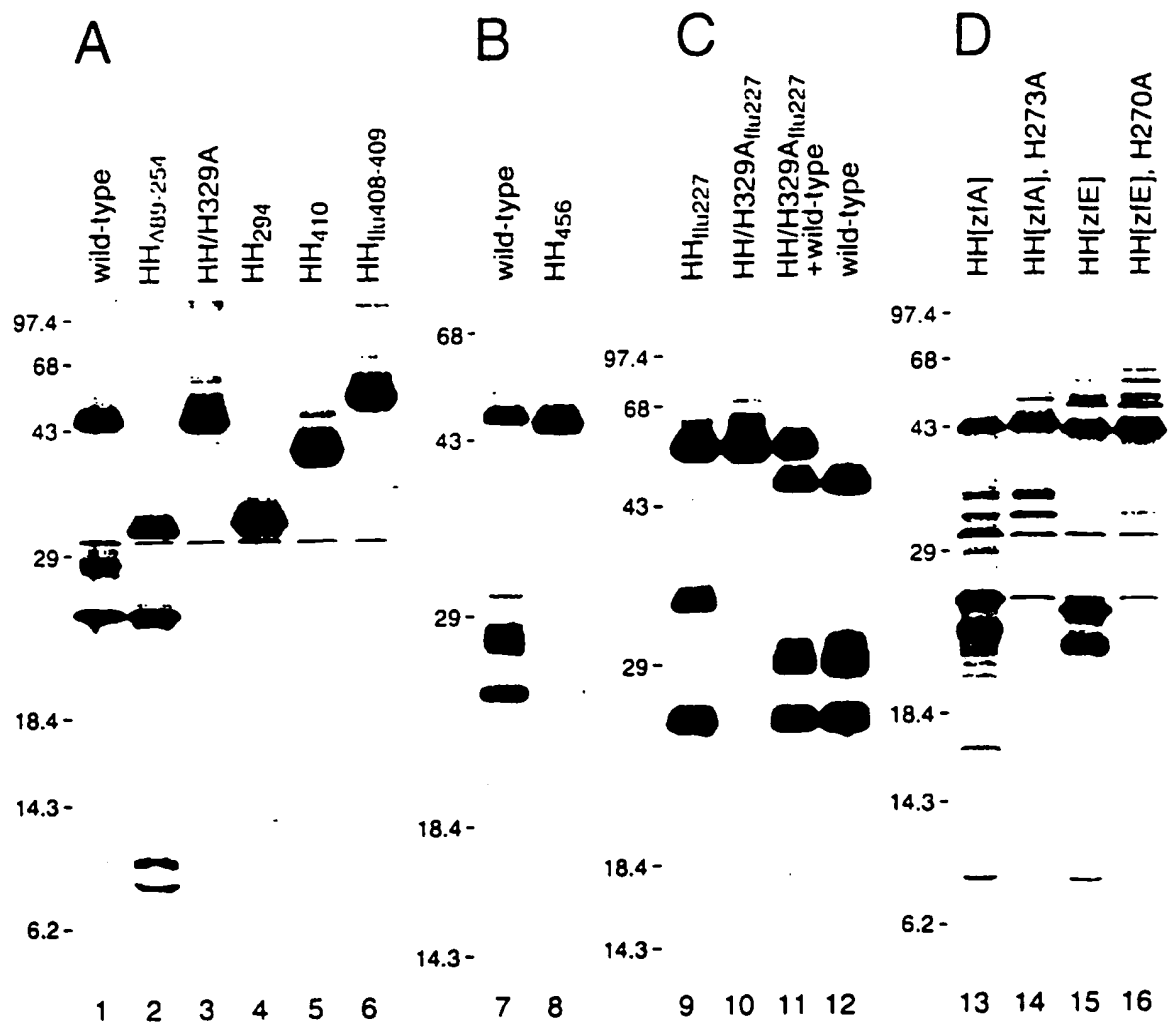 A
B
C
D
wild-type
HHΔ89-254
HH/H329A
HH294
HH410
HHflu408-409
wild-type
HH456
HHflu227
HH/H329Aflu227
HH/H329Aflu227
+wild-type
wild-type
HH[zfA]
HH[zfA], H273A
HH[zfE]
HH[zfE], H270A
97.4 -
68 -
43 -
29 -
18.4 -
14.3 -
6.2 -
68 -
43 -
29 -
18.4 -
14.3 -
97.4 -
68 -
43 -
29 -
18.4 -
14.3 -
97.4 -
68 -
43 -
29 -
18.4 -
14.3 -
6.2 -
1 2 3 4 5 6
7 8
9 10 11 12
13 14 15 16